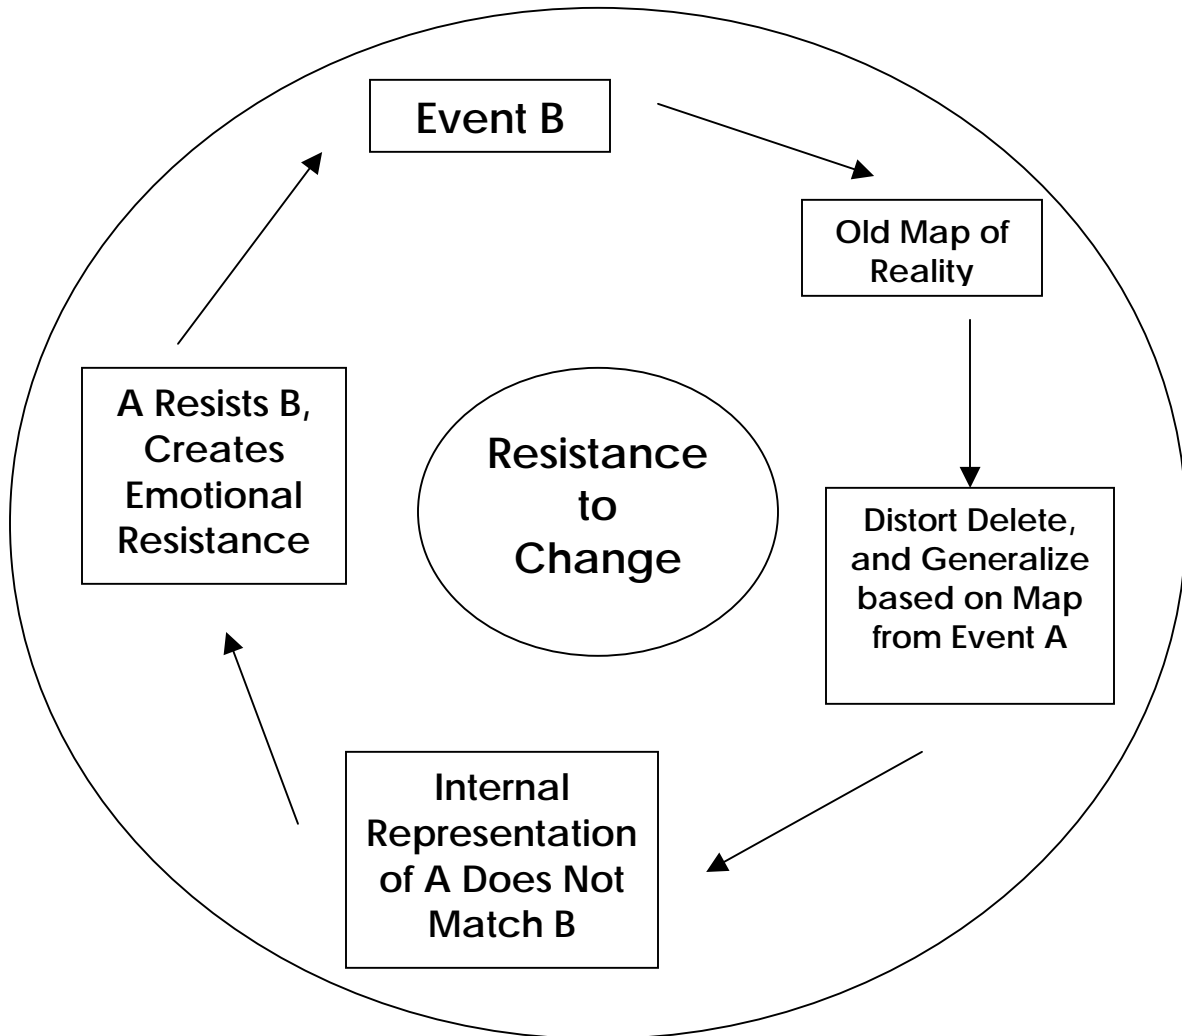 Event B
Old Map of
Reality
Distort Delete,
and Generalize
based on Map
from Event A
Internal
Representation
of A Does Not
Match B
A Resists B,
Creates
Emotional
Resistance
Resistance
to
Change